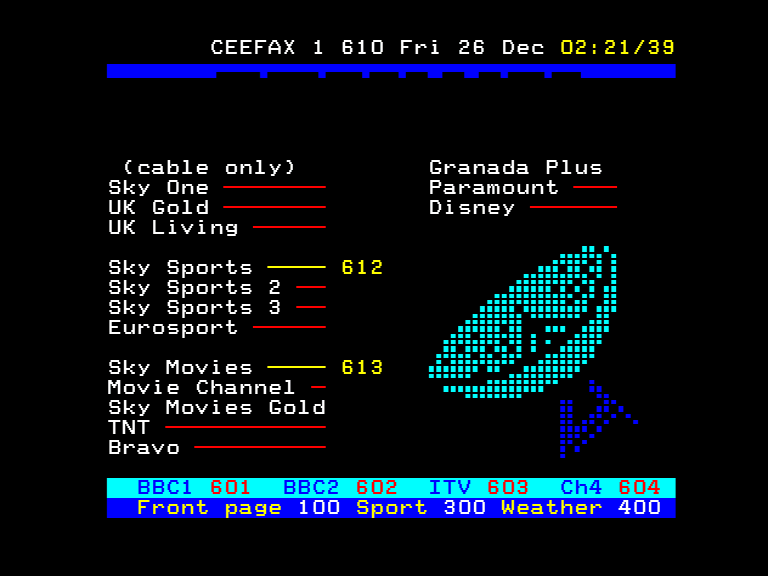 CEEFAX 1 610 Fri 26 Dec 02:21/39
(cable only) Granada Plus
Sky One Paramount
UK Gold Disney
UK Living
Sky Sports 612
Sky Sports 2
Sky Sports 3
Eurosport
Sky Movies 613
Movie Channel
Sky Movies Gold
TNT
Bravo
BBC1 601 BBC2 602 ITV 603 Ch4 604
Front page 100 Sport 300 Weather 400